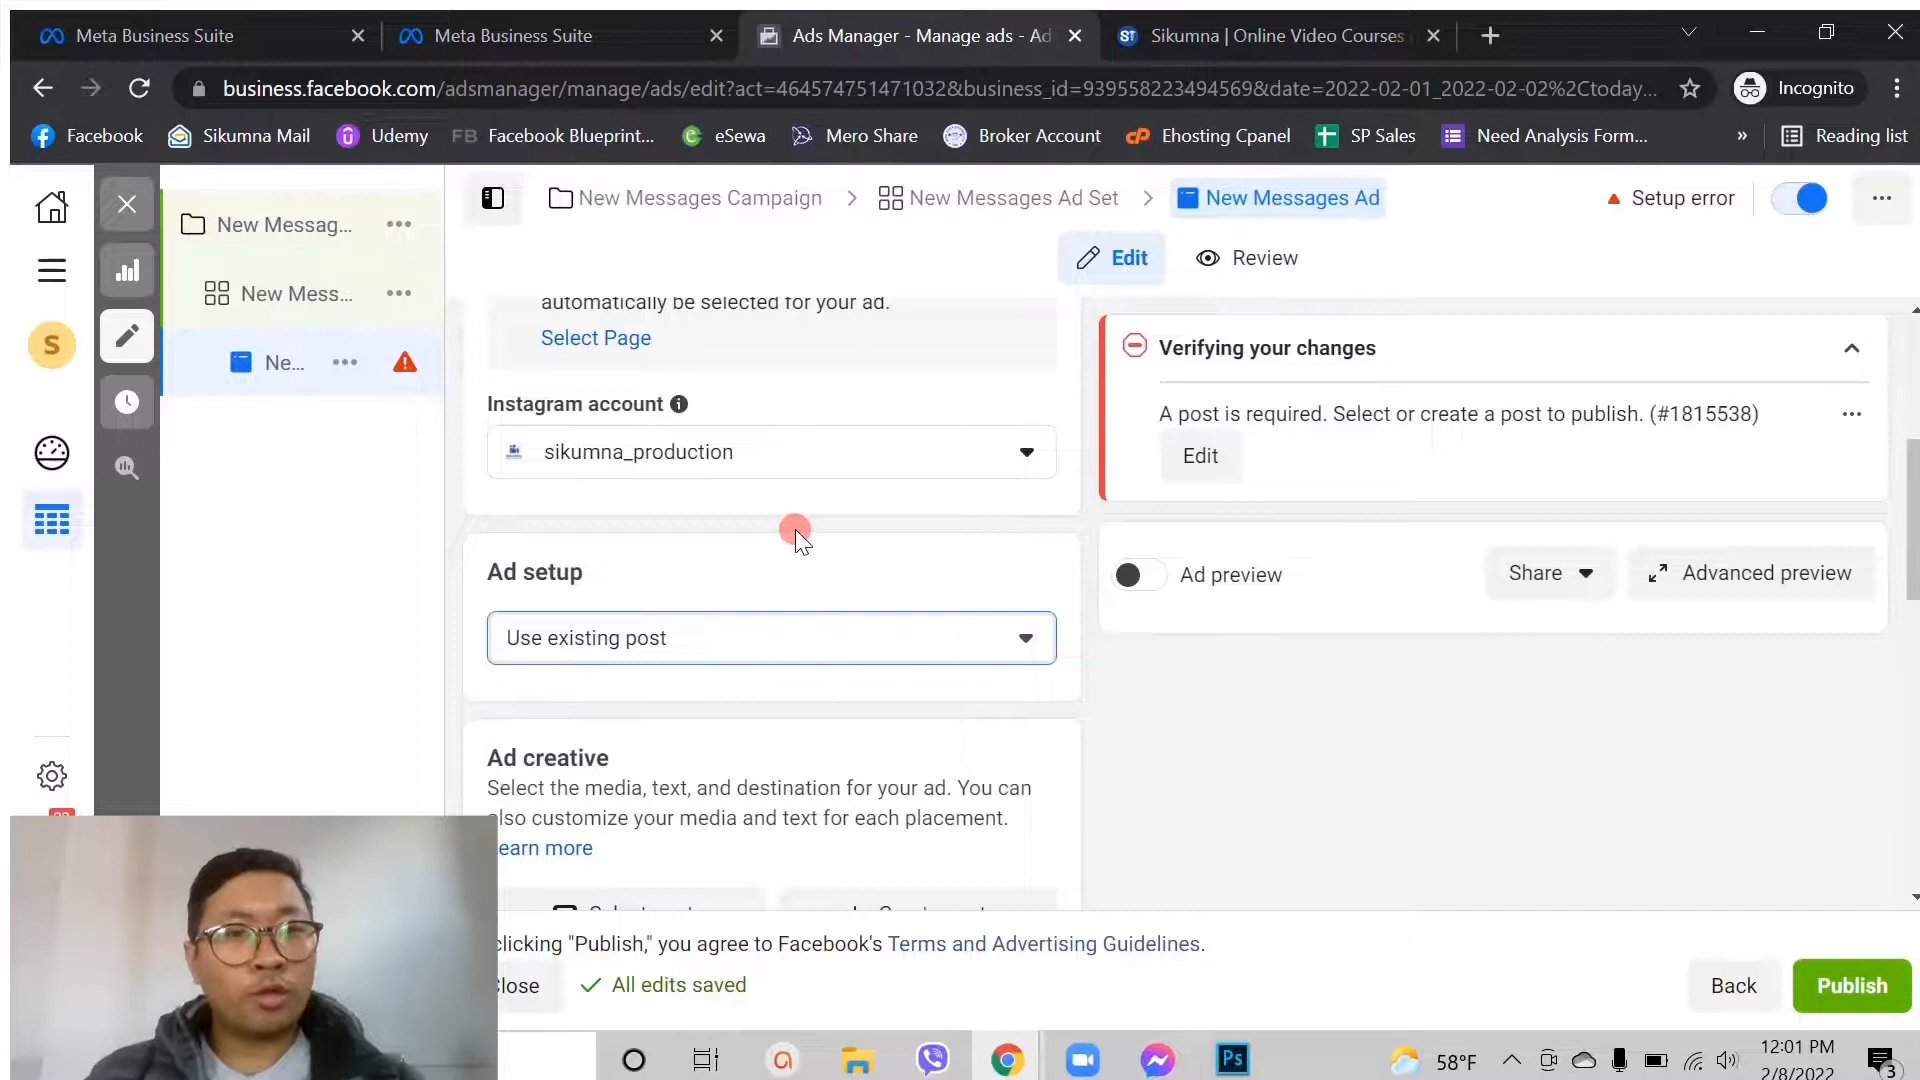 Meta Business Suite
Meta Business Suite
Ads Manager - Manage ads - Ad
ST
Sikumna | Online Video Courses
business.facebook.com/adsmanager/manage/ads/edit?act=464574751471032&business_id=939558223494569&date=2022-02-01_2022-02-02%2Ctoday...
Incognito
Facebook
Sikumna Mail
Udemy
FB Facebook Blueprint...
eSewa
Mero Share
Broker Account
cP Ehosting Cpanel
SP Sales
Need Analysis Form...
»
Reading list
New Messages Campaign
New Messages Ad Set
New Messages Ad
Setup error
New Messag...
New Mess...
Ne...
S
Edit
Review
automatically be selected for your ad.
Select Page
Instagram account
sikumna_production
Ad setup
Use existing post
Ad creative
Select the media, text, and destination for your ad. You can
also customize your media and text for each placement.
earn more
Verifying your changes
A post is required. Select or create a post to publish. (#1815538)
Edit
Ad preview
Share
Advanced preview
clicking "Publish," you agree to Facebook's Terms and Advertising Guidelines.
Close
All edits saved
Back
Publish
Ps
58°F
12:01 PM
2/8/2022
3